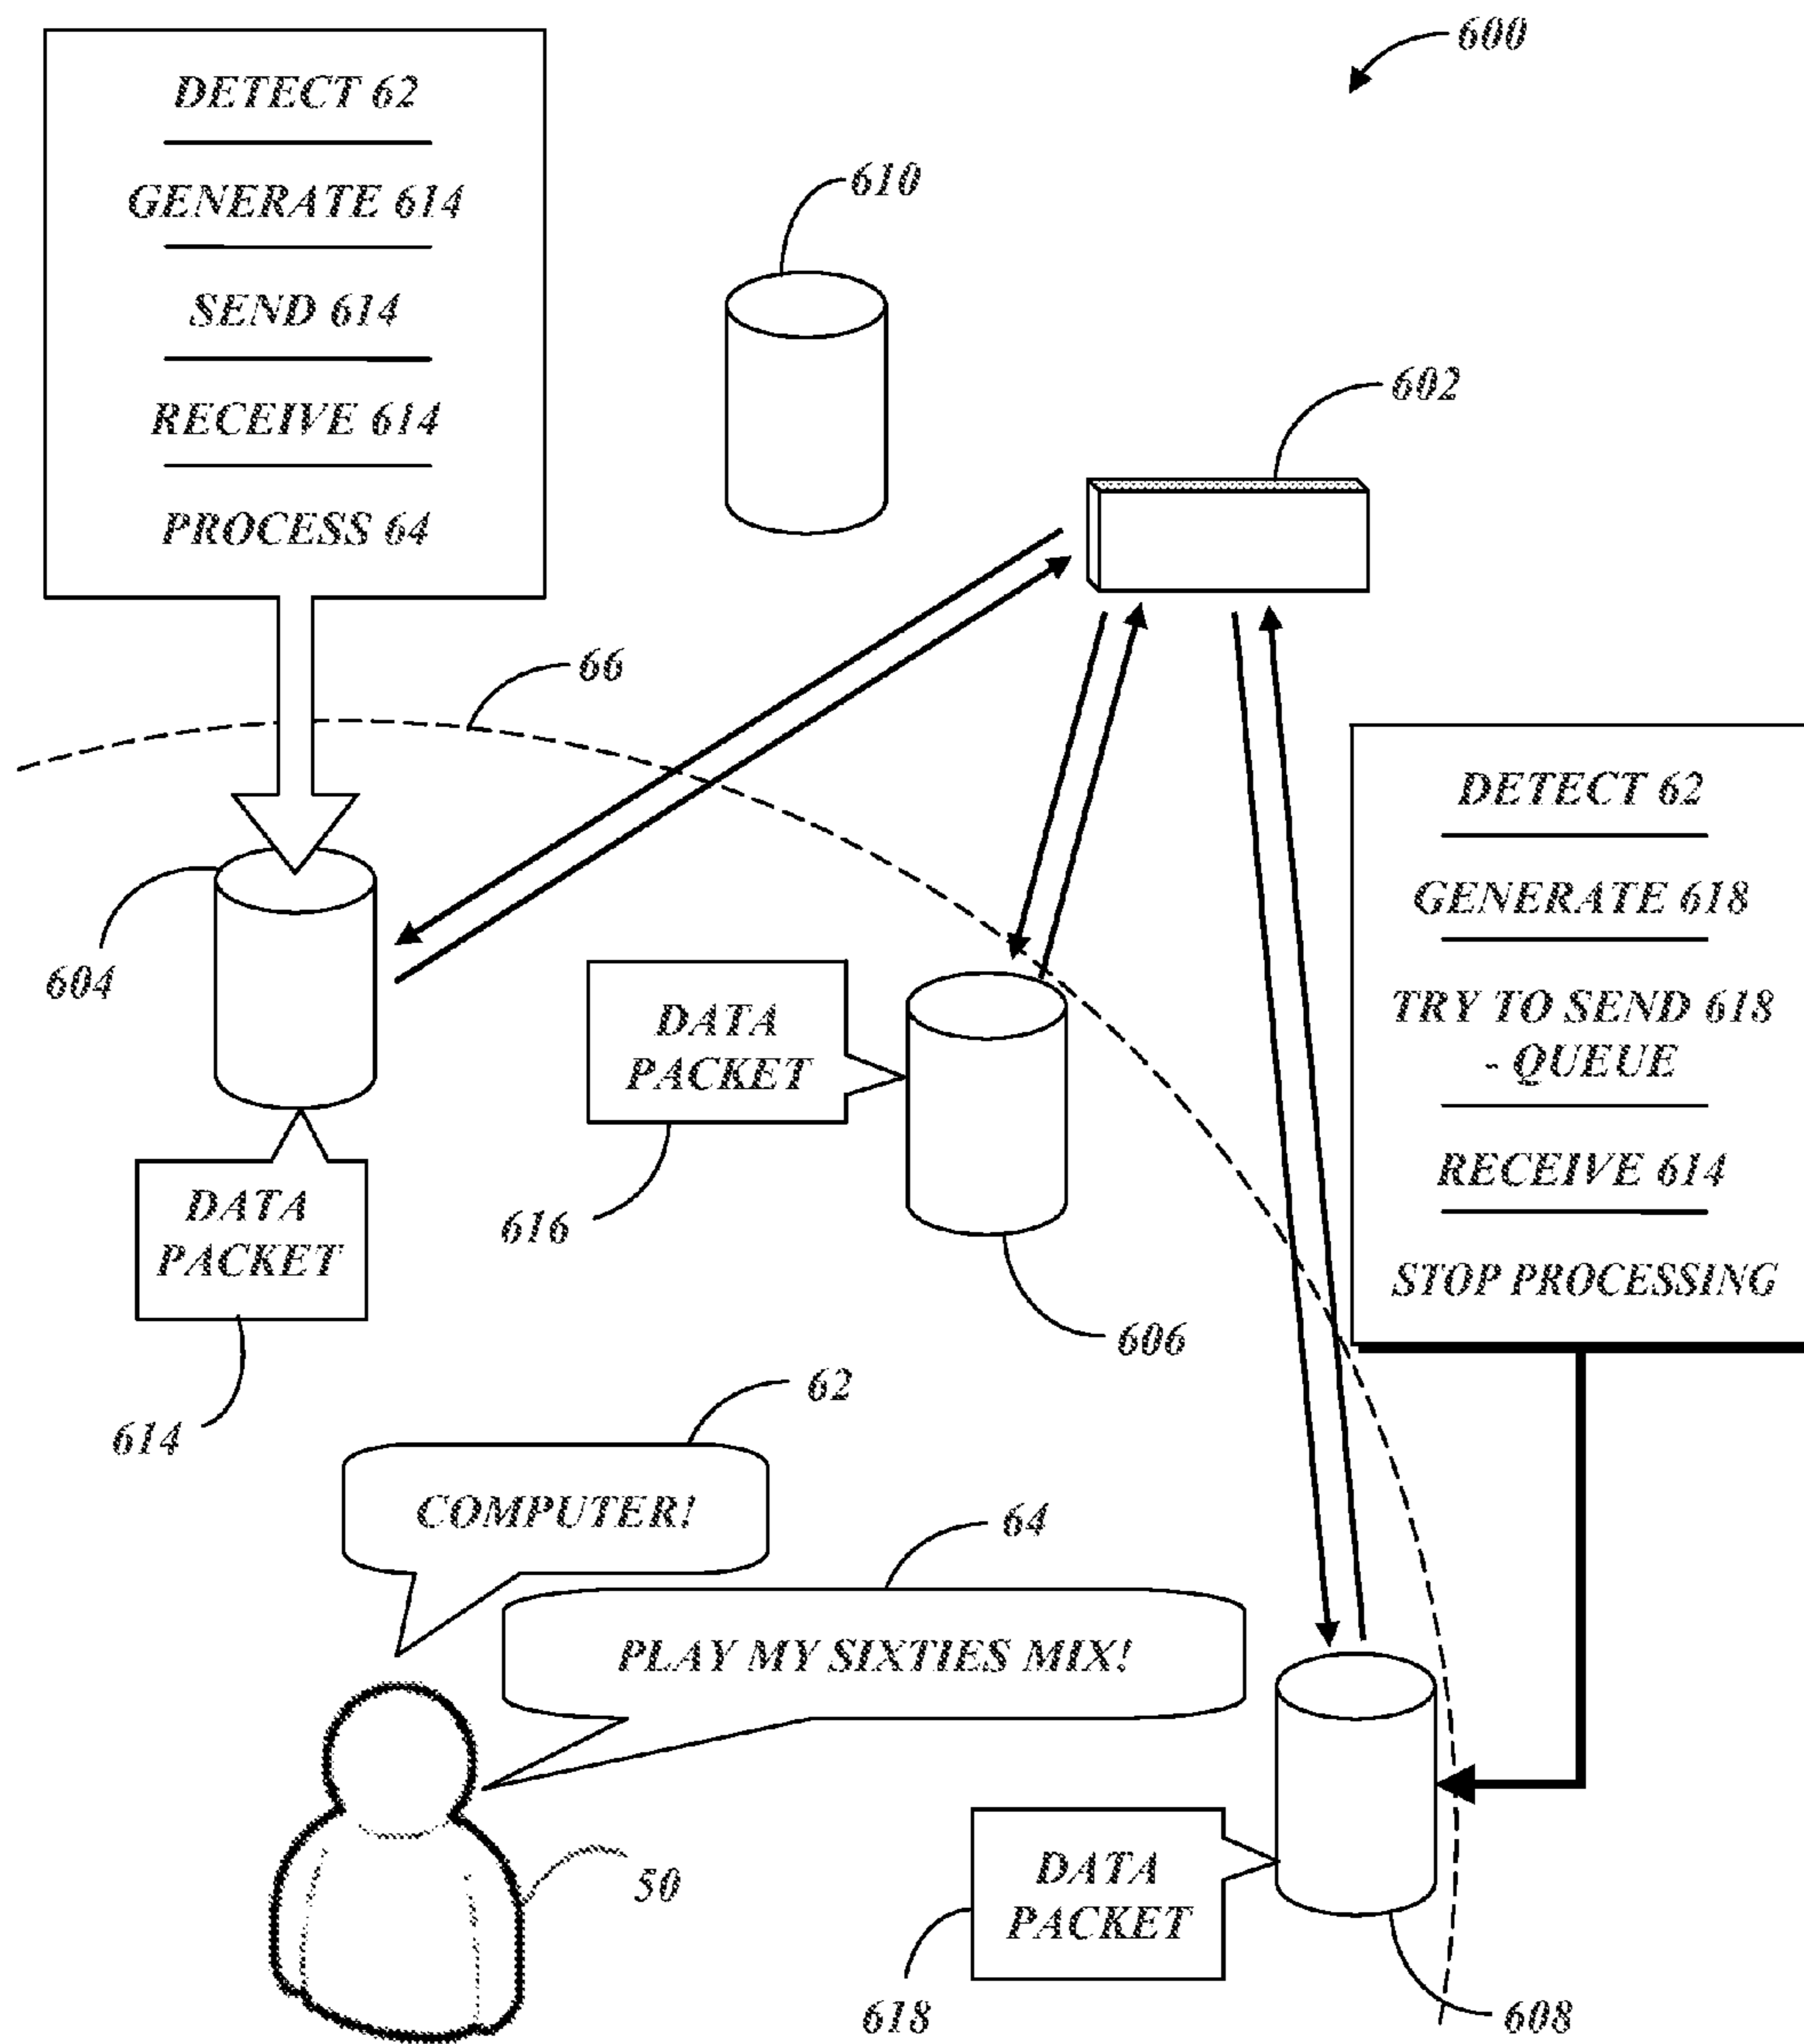 600
DETECT 62
GENERATE 614
SEND 614
RECEIVE 614
PROCESS 64
610
602
66
DETECT 62
GENERATE 618
TRY TO SEND 618
- QUEUE
RECEIVE 614
STOP PROCESSING
604
DATA
PACKET
616
DATA
PACKET
614
606
62
COMPUTER!
64
PLAY MY SIXTIES MIX!
50
DATA
PACKET
618
608